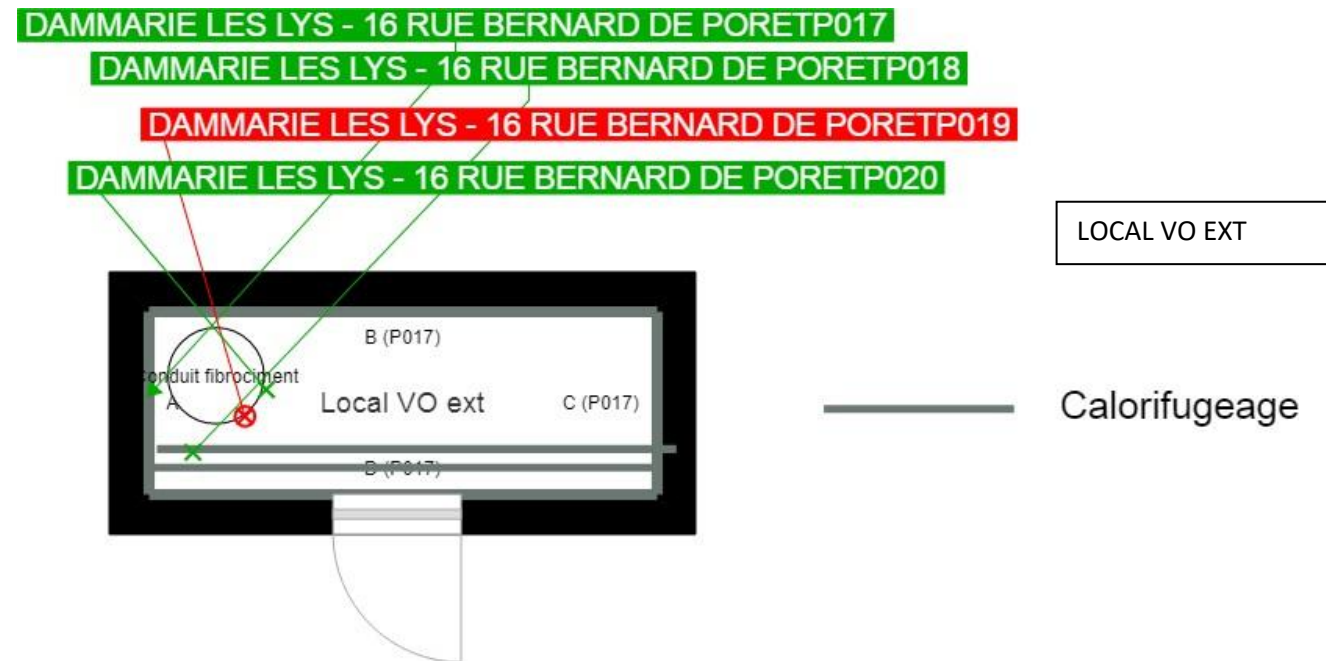 DAMMARIE LES LYS - 16 RUE BERNARD DE PORETP017
DAMMARIE LES LYS - 16 RUE BERNARD DE PORETP018
DAMMARIE LES LYS - 16 RUE BERNARD DE PORETP019
DAMMARIE LES LYS - 16 RUE BERNARD DE PORETP020
LOCAL VO EXT
B (P017)
Conduit fibrociment
A
Local VO ext
C (P017)
Calorifugeage
D (P017)